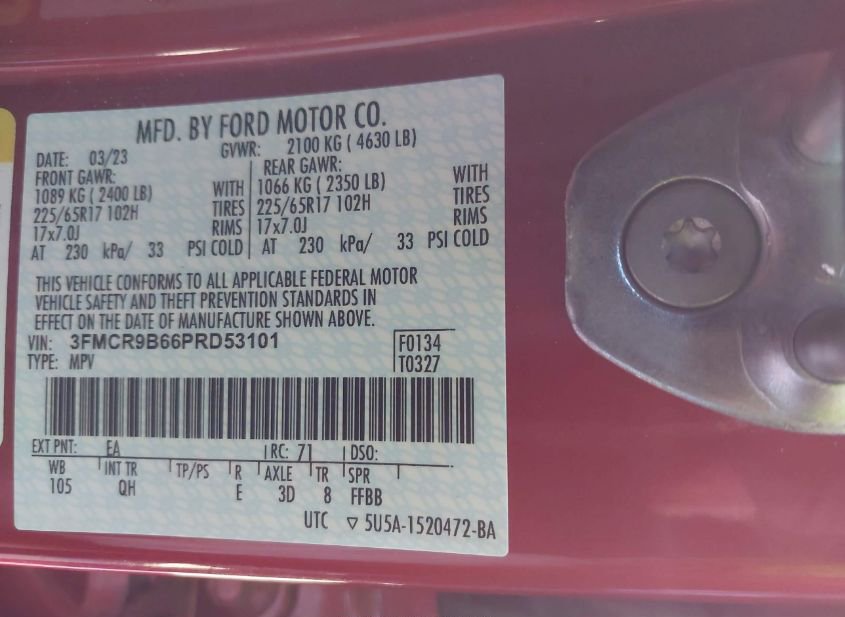 MFD. BY FORD MOTOR CO.
DATE: 03/23 GVWR: 2100 KG ( 4630 LB)
FRONT GAWR: REAR GAWR:
1089 KG ( 2400 LB) WITH 1066 KG ( 2350 LB) WITH
225/65R17 102H TIRES 225/65R17 102H TIRES
17x7.0J RIMS 17x7.0J RIMS
AT 230 kPa/ 33 PSI COLD AT 230 kPa/ 33 PSI COLD
THIS VEHICLE CONFORMS TO ALL APPLICABLE FEDERAL MOTOR
VEHICLE SAFETY AND THEFT PREVENTION STANDARDS IN
EFFECT ON THE DATE OF MANUFACTURE SHOWN ABOVE.
VIN: 3FMCR9B66PRD53101 F0134
TYPE: MPV T0327
EXT PNT: EA RC: 71 DSO:
WB INT TR TP/PS R AXLE TR SPR
105 QH E 3D 8 FFBB
UTC ▽ 5U5A-1520472-BA